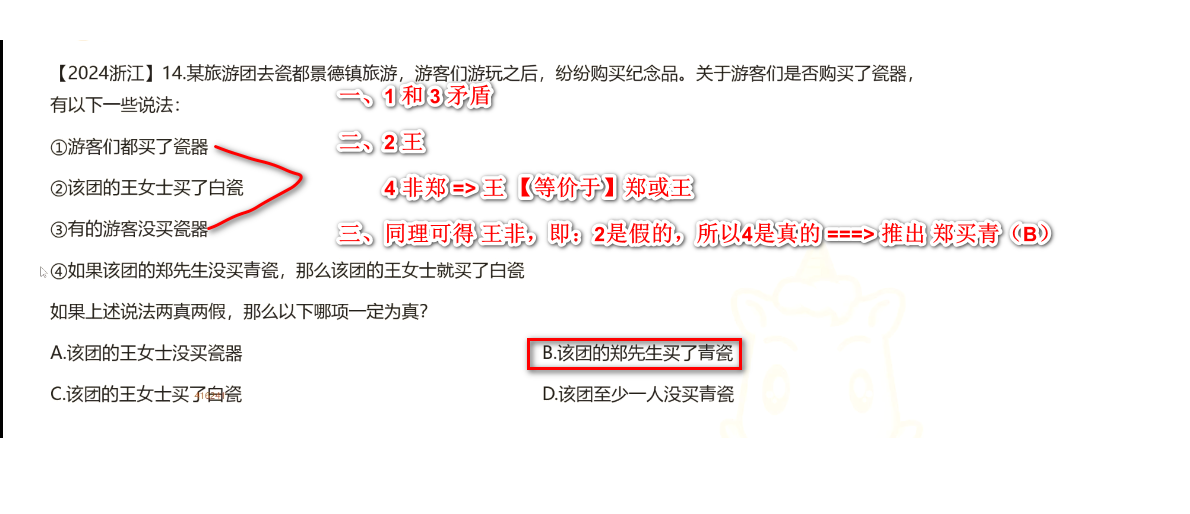 【2024浙江】14.某旅游团去瓷都景德镇旅游，游客们游玩之后，纷纷购买纪念品。关于游客们是否购买了瓷器，
有以下一些说法：
一、1 和 3 矛盾
①游客们都买了瓷器
二、2 王
②该团的王女士买了白瓷
4 非郑 => 王【等价于】郑或王
③有的游客没买瓷器
三、同理可得 王非，即：2是假的，所以4是真的 ===> 推出 郑买青（B）
④如果该团的郑先生没买青瓷，那么该团的王女士就买了白瓷
如果上述说法两真两假，那么以下哪项一定为真？
A.该团的王女士没买瓷器
B.该团的郑先生买了青瓷
C.该团的王女士买了白瓷
D.该团至少一人没买青瓷